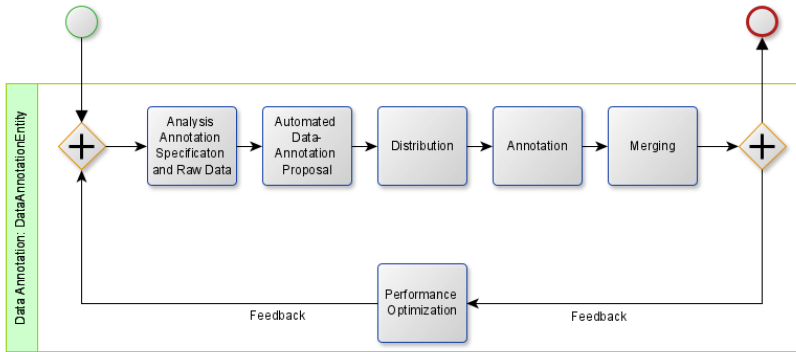 Data Annotation: DataAnnotationEntity
Analysis
Annotation
Specificaton
and Raw Data
Automated
Data-
Annotation
Proposal
Distribution
Annotation
Merging
Performance
Optimization
Feedback
Feedback